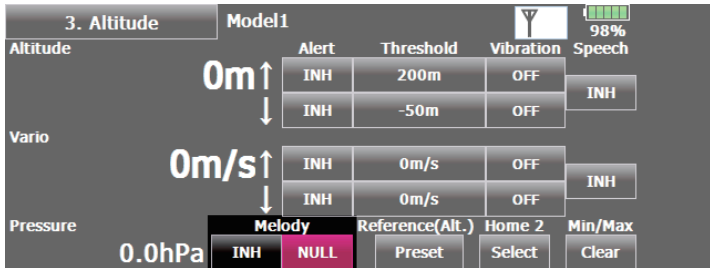 3. Altitude Model1 98%
Altitude Alert Threshold Vibration Speech
0m↑ INH 200m OFF INH
↓ INH -50m OFF
Vario
0m/s↑ INH 0m/s OFF INH
↓ INH 0m/s OFF
Pressure Melody Reference(Alt.) Home 2 Min/Max
0.0hPa INH NULL Preset Select Clear